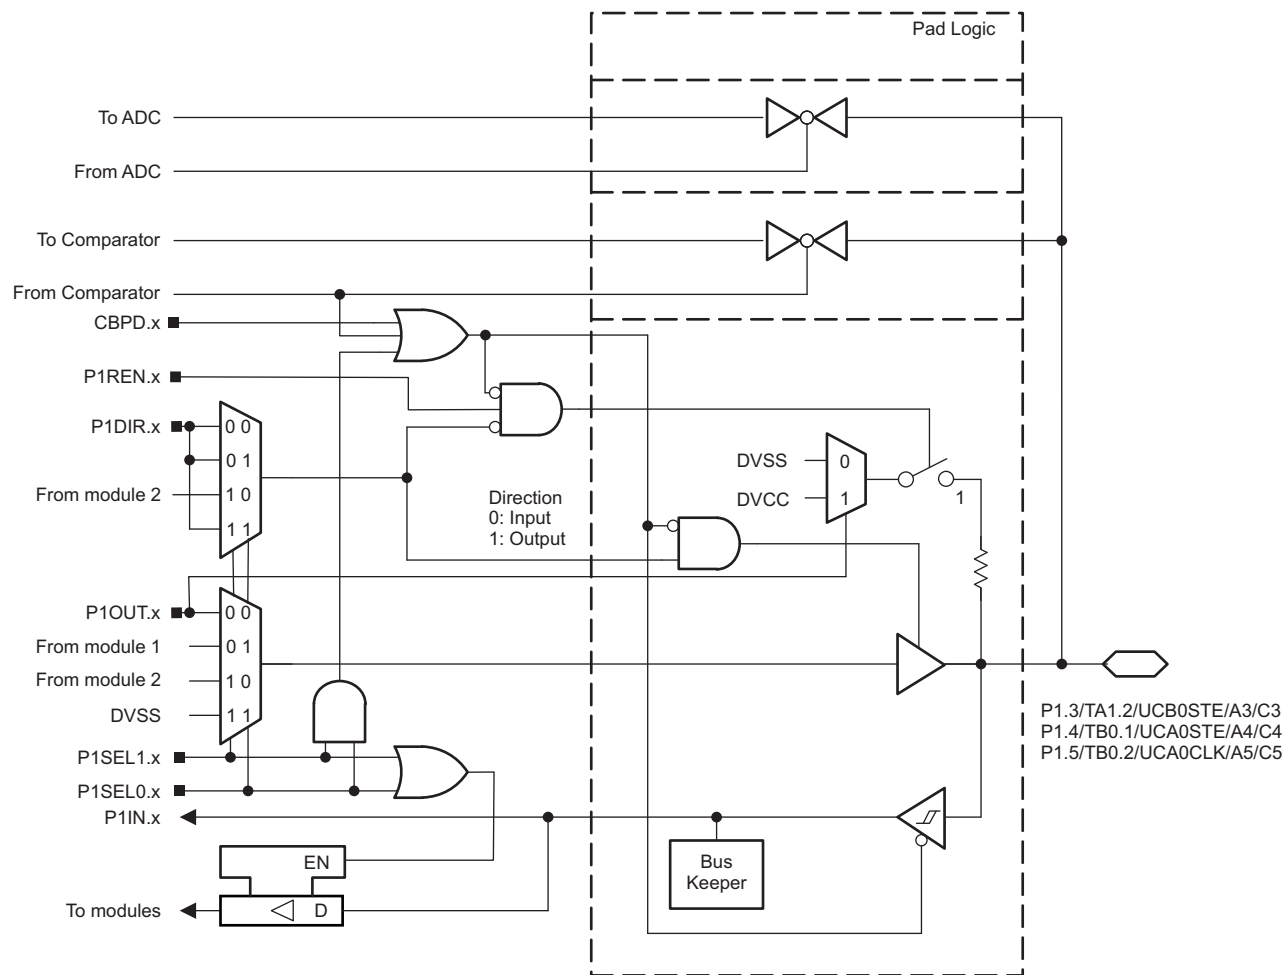 Pad Logic
To ADC
From ADC
To Comparator
From Comparator
CBPD.x
P1REN.x
P1DIR.x
0 0
0 1
From module 2
1 0
1 1
Direction
0: Input
1: Output
DVSS
0
DVCC
1
1
P1OUT.x
0 0
From module 1
0 1
From module 2
1 0
DVSS
1 1
P1.3/TA1.2/UCB0STE/A3/C3
P1.4/TB0.1/UCA0STE/A4/C4
P1.5/TB0.2/UCA0CLK/A5/C5
P1SEL1.x
P1SEL0.x
P1IN.x
Bus
Keeper
EN
To modules
D